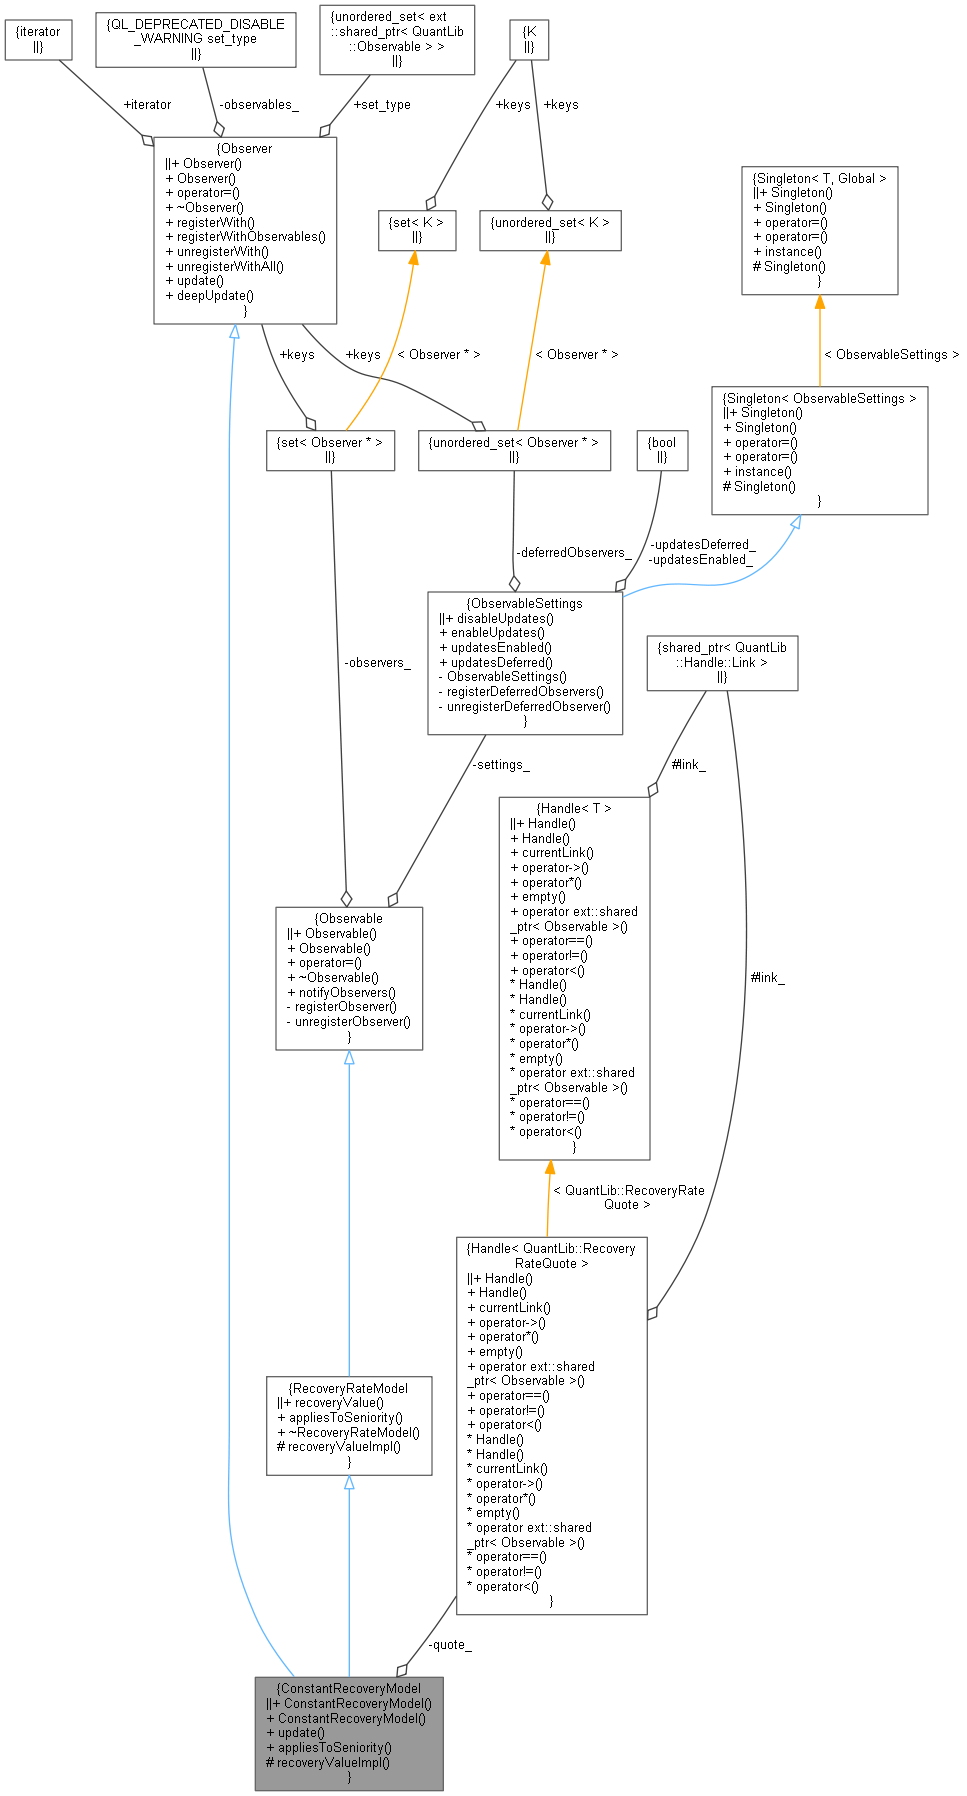 {iterator
||}
{QL_DEPRECATED_DISABLE
_WARNING set_type
||}
{unordered_set< ext
::shared_ptr< QuantLib
::Observable > >
||}
{K
||}
+iterator
-observables_
+set_type
+keys
+keys
{Observer
||+ Observer()
+ Observer()
+ operator=()
+ ~Observer()
+ registerWith()
+ registerWithObservables()
+ unregisterWith()
+ unregisterWithAll()
+ update()
+ deepUpdate()
}
{set< K >
||}
{unordered_set< K >
||}
{Singleton< T, Global >
||+ Singleton()
+ Singleton()
+ operator=()
+ operator=()
+ instance()
# Singleton()
}
+keys
+keys
< Observer * >
< Observer * >
< ObservableSettings >
{set< Observer * >
||}
{unordered_set< Observer * >
||}
{bool
||}
{Singleton< ObservableSettings >
||+ Singleton()
+ Singleton()
+ operator=()
+ operator=()
+ instance()
# Singleton()
}
-deferredObservers_
-updatesDeferred_
-updatesEnabled_
{ObservableSettings
||+ disableUpdates()
+ enableUpdates()
+ updatesEnabled()
+ updatesDeferred()
- ObservableSettings()
- registerDeferredObservers()
- unregisterDeferredObserver()
}
-observers_
{shared_ptr< QuantLib
::Handle::Link >
||}
-settings_
#link_
{Handle< T >
||+ Handle()
+ Handle()
+ currentLink()
+ operator->()
+ operator*()
+ empty()
+ operator ext::shared
_ptr< Observable >()
+ operator==()
+ operator!=()
+ operator<()
* Handle()
* Handle()
* currentLink()
* operator->()
* operator*()
* empty()
* operator ext::shared
_ptr< Observable >()
* operator==()
* operator!=()
* operator<()
}
{Observable
||+ Observable()
+ Observable()
+ operator=()
+ ~Observable()
+ notifyObservers()
- registerObserver()
- unregisterObserver()
}
#link_
< QuantLib::RecoveryRate
Quote >
{Handle< QuantLib::Recovery
RateQuote >
||+ Handle()
+ Handle()
+ currentLink()
+ operator->()
+ operator*()
+ empty()
+ operator ext::shared
_ptr< Observable >()
+ operator==()
+ operator!=()
+ operator<()
* Handle()
* Handle()
* currentLink()
* operator->()
* operator*()
* empty()
* operator ext::shared
_ptr< Observable >()
* operator==()
* operator!=()
* operator<()
}
{RecoveryRateModel
||+ recoveryValue()
+ appliesToSeniority()
+ ~RecoveryRateModel()
# recoveryValueImpl()
}
-quote_
{ConstantRecoveryModel
||+ ConstantRecoveryModel()
+ ConstantRecoveryModel()
+ update()
+ appliesToSeniority()
# recoveryValueImpl()
}